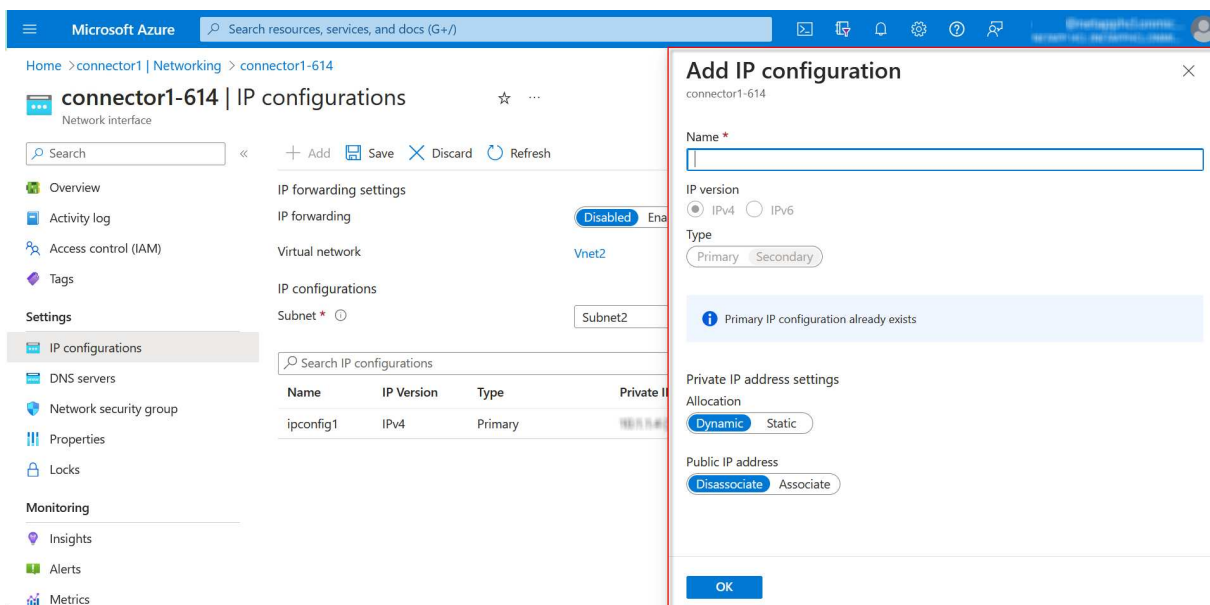 Microsoft Azure
Search resources, services, and docs (G+/)
Home > connector1 | Networking > connector1-614
connector1-614 | IP configurations
Network interface
Search
Overview
Activity log
Access control (IAM)
Tags
Settings
IP configurations
DNS servers
Network security group
Properties
Locks
Monitoring
Insights
Alerts
Metrics
Add Save Discard Refresh
IP forwarding settings
IP forwarding Disabled Ena
Virtual network Vnet2
IP configurations
Subnet * Subnet2
Search IP configurations
Name IP Version Type Private I
ipconfig1 IPv4 Primary
Add IP configuration
connector1-614
Name *
IP version
IPv4 IPv6
Type
Primary Secondary
Primary IP configuration already exists
Private IP address settings
Allocation
Dynamic Static
Public IP address
Disassociate Associate
OK